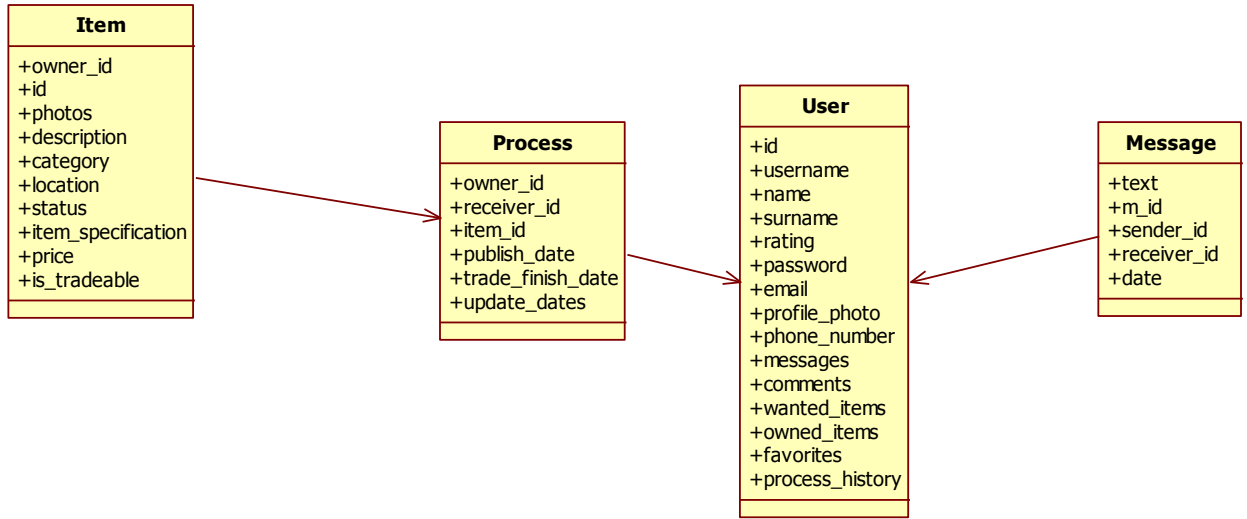 Item
+owner_id
+id
+photos
+description
+category
+location
+status
+item_specification
+price
+is_tradeable
Process
+owner_id
+receiver_id
+item_id
+publish_date
+trade_finish_date
+update_dates
User
+id
+username
+name
+surname
+rating
+password
+email
+profile_photo
+phone_number
+messages
+comments
+wanted_items
+owned_items
+favorites
+process_history
Message
+text
+m_id
+sender_id
+receiver_id
+date